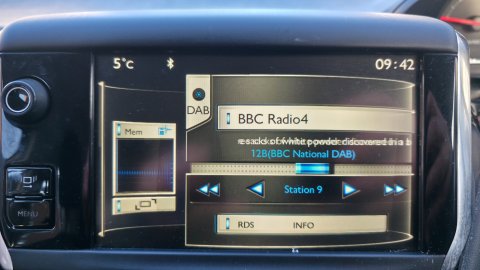 5°c 09:42
DAB
BBC Radio4
sacks of white powder discovered in a b
12B(BBC National DAB)
Mem
Station 9
RDS INFO
MENU